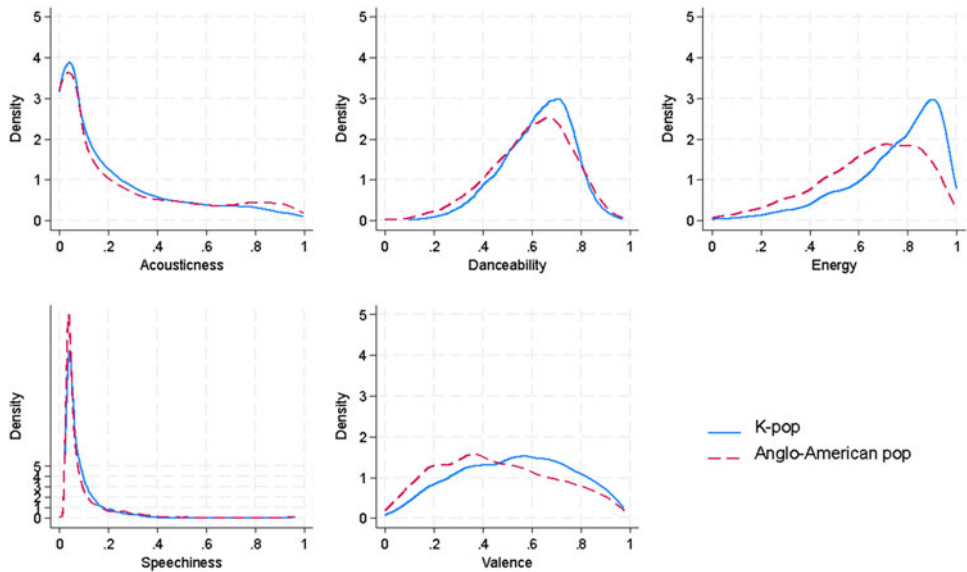 5
4
3
2
1
0
Density
0 .2 .4 .6 .8 1
Acousticness
5
4
3
2
1
0
Density
0 .2 .4 .6 .8 1
Danceability
5
4
3
2
1
0
Density
0 .2 .4 .6 .8 1
Energy
5
4
3
2
1
0
Density
0 .2 .4 .6 .8 1
Speechiness
5
4
3
2
1
0
Density
0 .2 .4 .6 .8 1
Valence
K-pop
Anglo-American pop